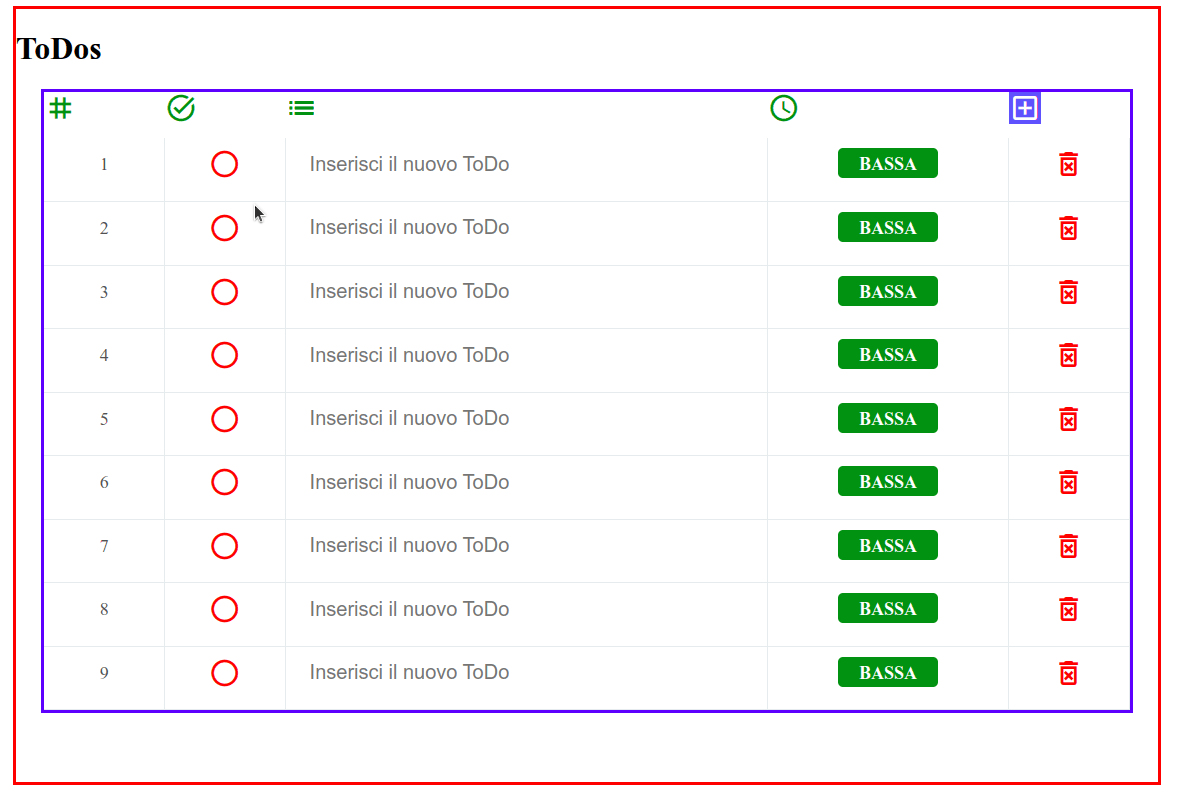 ToDos
#
1 Inserisci il nuovo ToDo BASSA
2 Inserisci il nuovo ToDo BASSA
3 Inserisci il nuovo ToDo BASSA
4 Inserisci il nuovo ToDo BASSA
5 Inserisci il nuovo ToDo BASSA
6 Inserisci il nuovo ToDo BASSA
7 Inserisci il nuovo ToDo BASSA
8 Inserisci il nuovo ToDo BASSA
9 Inserisci il nuovo ToDo BASSA